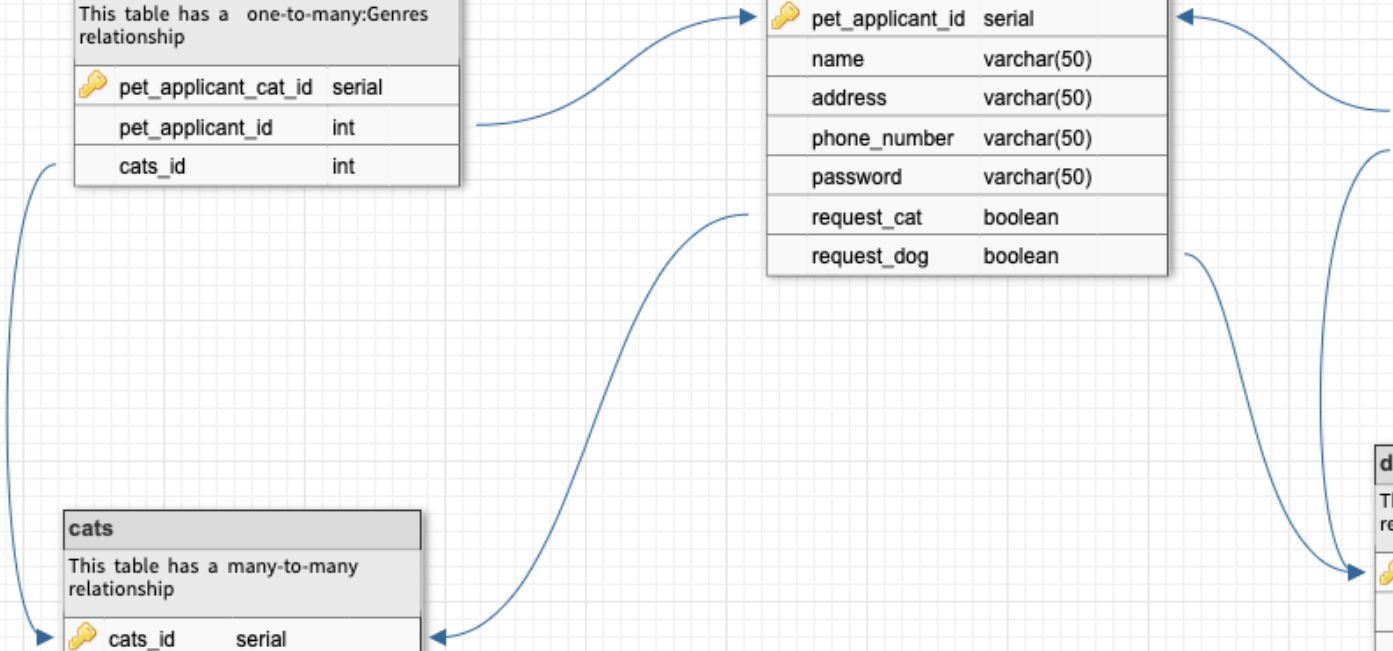 This table has a one-to-many:Genres
relationship
pet_applicant_cat_id serial
pet_applicant_id int
cats_id int
pet_applicant_id serial
name varchar(50)
address varchar(50)
phone_number varchar(50)
password varchar(50)
request_cat boolean
request_dog boolean
cats
This table has a many-to-many
relationship
cats_id serial